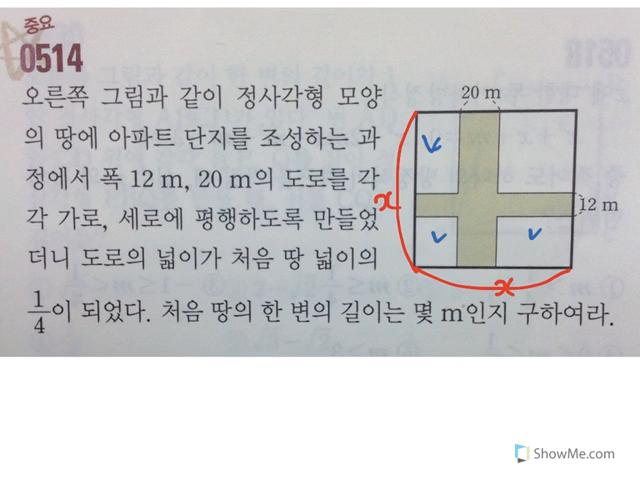 중요
0514
오른쪽 그림과 같이 정사각형 모양
의 땅에 아파트 단지를 조성하는 과
정에서 폭 12 m, 20 m의 도로를 각
각 가로, 세로에 평행하도록 만들었
더니 도로의 넓이가 처음 땅 넓이의
1/4이 되었다. 처음 땅의 한 변의 길이는 몇 m인지 구하여라.
20 m
12 m
x
x
ShowMe.com